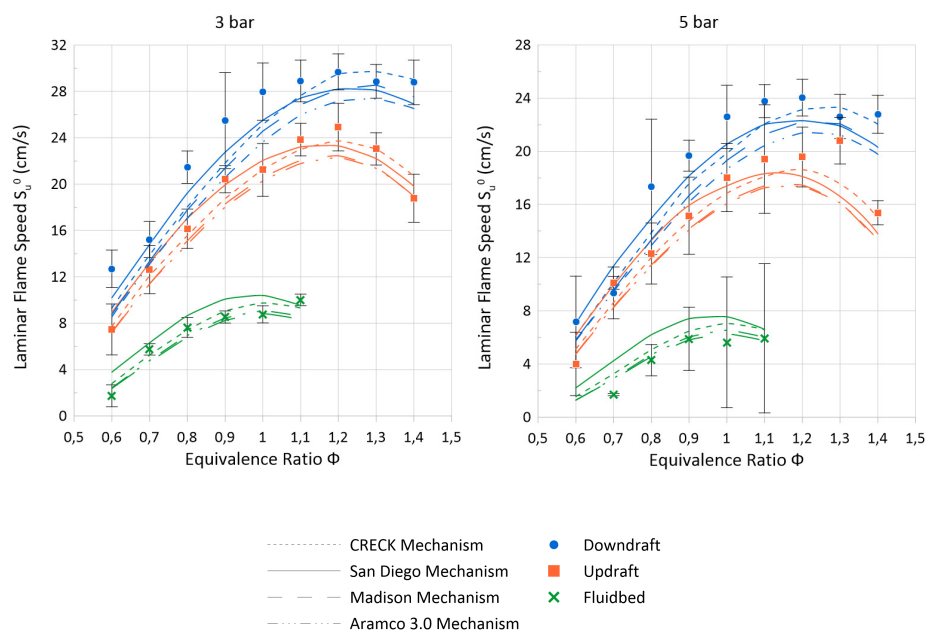 3 bar
Laminar Flame Speed Su⁰ (cm/s)
32
28
24
20
16
12
8
4
0
0,5 0,6 0,7 0,8 0,9 1 1,1 1,2 1,3 1,4 1,5
Equivalence Ratio Φ
5 bar
Laminar Flame Speed Su⁰ (cm/s)
28
24
20
16
12
8
4
0
0,5 0,6 0,7 0,8 0,9 1 1,1 1,2 1,3 1,4 1,5
Equivalence Ratio Φ
CRECK Mechanism
San Diego Mechanism
Madison Mechanism
Aramco 3.0 Mechanism
Downdraft
Updraft
Fluidbed